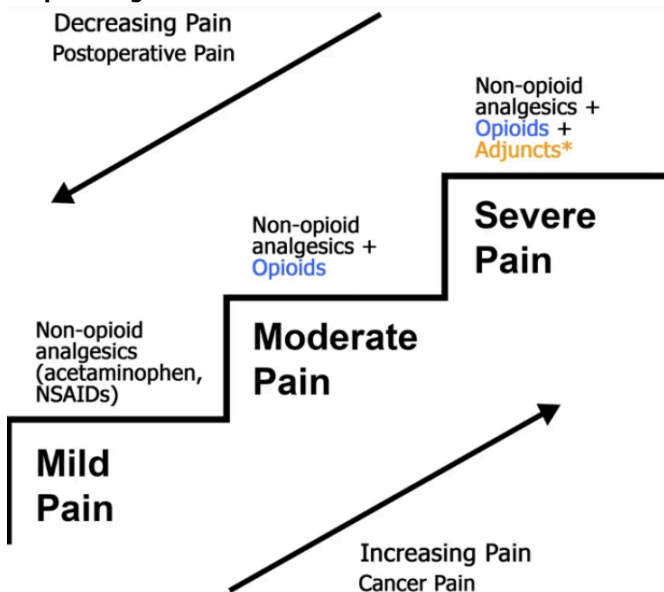 Decreasing Pain
Postoperative Pain
Non-opioid
analgesics +
Opioids +
Adjuncts*
Severe
Pain
Non-opioid
analgesics +
Opioids
Moderate
Pain
Non-opioid
analgesics
(acetaminophen,
NSAIDs)
Mild
Pain
Increasing Pain
Cancer Pain